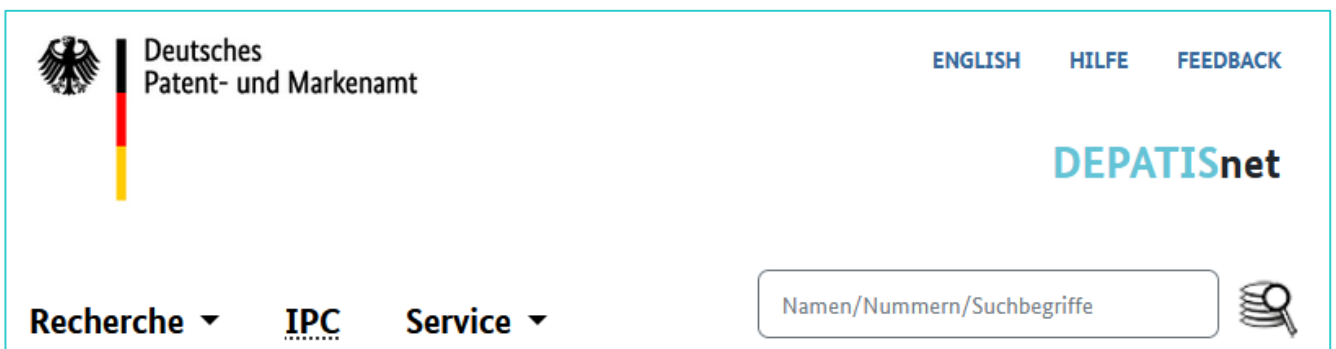 Deutsches
Patent- und Markenamt
ENGLISH HILFE FEEDBACK
DEPATISnet
Recherche IPC Service
Namen/Nummern/Suchbegriffe